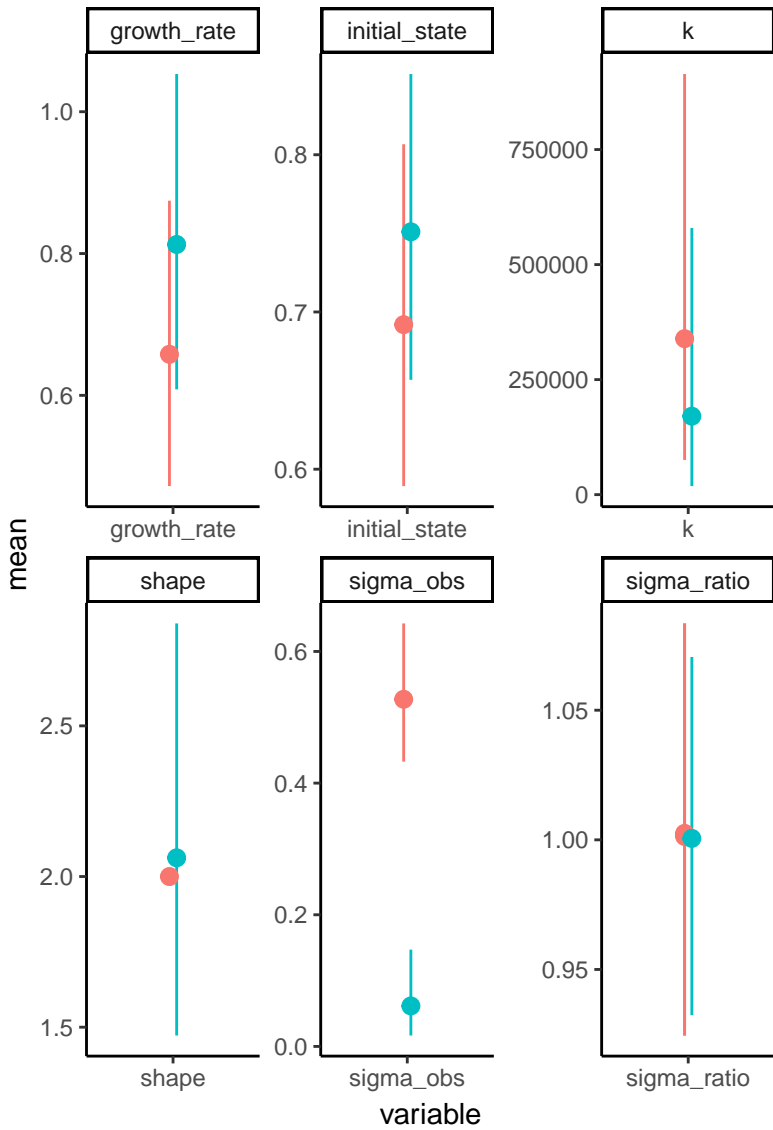 growth_rate
initial_state
k
1.0
0.8
0.6
0.8
0.7
0.6
750000
500000
250000
0
growth_rate
initial_state
k
mean
shape
sigma_obs
sigma_ratio
2.5
2.0
1.5
0.6
0.4
0.2
0.0
1.05
1.00
0.95
shape
sigma_obs
sigma_ratio
variable